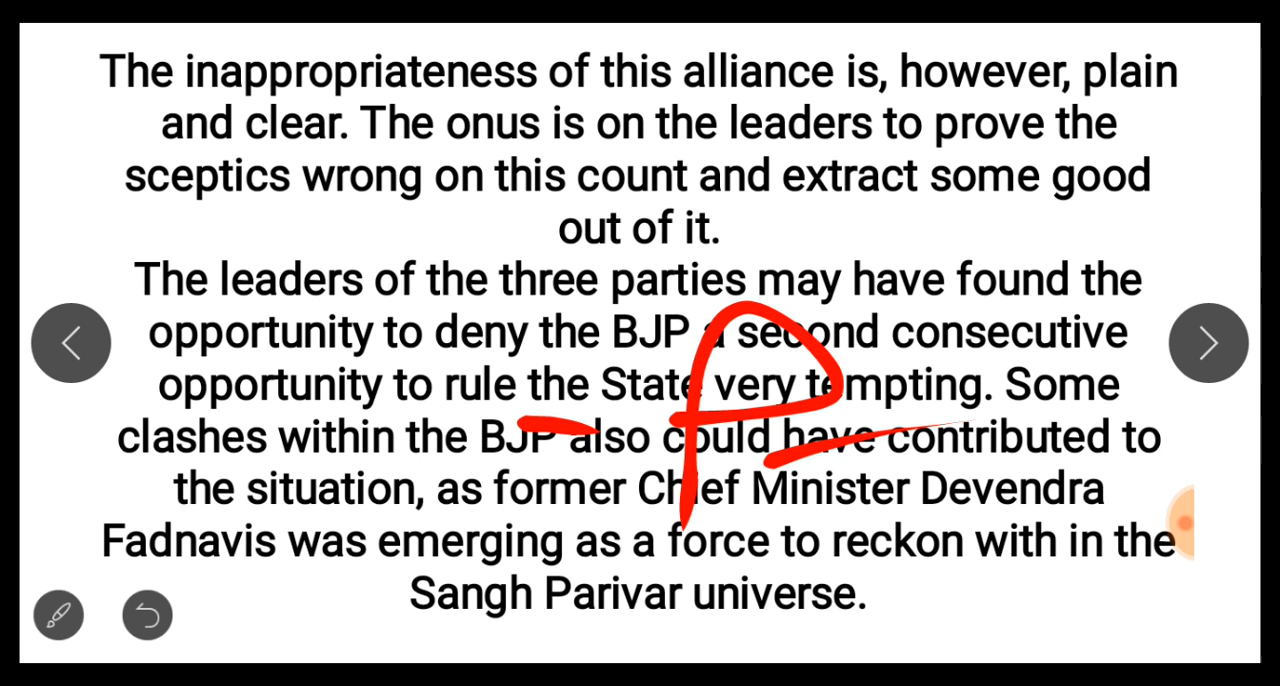 The inappropriateness of this alliance is, however, plain
and clear. The onus is on the leaders to prove the
sceptics wrong on this count and extract some good
out of it.
The leaders of the three parties may have found the
opportunity to deny the BJP a second consecutive
opportunity to rule the State very tempting. Some
clashes within the BJP also could have contributed to
the situation, as former Chief Minister Devendra
Fadnavis was emerging as a force to reckon with in the
Sangh Parivar universe.